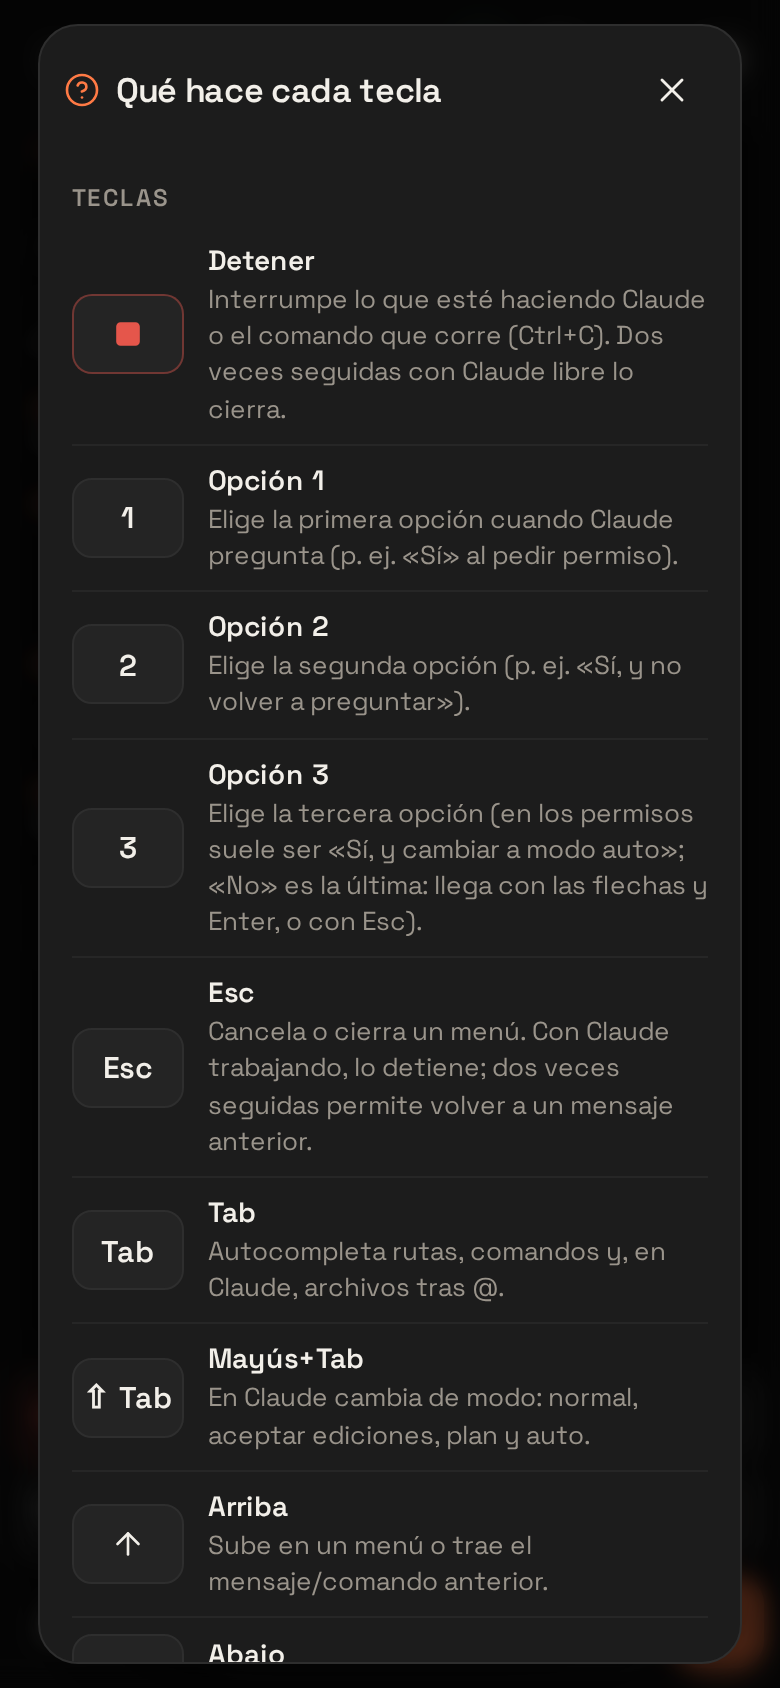 Qué hace cada tecla
TECLAS
Detener
Interrumpe lo que esté haciendo Claude
o el comando que corre (Ctrl+C). Dos
veces seguidas con Claude libre lo
cierra.
1
Opción 1
Elige la primera opción cuando Claude
pregunta (p. ej. «Sí» al pedir permiso).
2
Opción 2
Elige la segunda opción (p. ej. «Sí, y no
volver a preguntar»).
3
Opción 3
Elige la tercera opción (en los permisos
suele ser «Sí, y cambiar a modo auto»;
«No» es la última: llega con las flechas y
Enter, o con Esc).
Esc
Esc
Cancela o cierra un menú. Con Claude
trabajando, lo detiene; dos veces
seguidas permite volver a un mensaje
anterior.
Tab
Tab
Autocompleta rutas, comandos y, en
Claude, archivos tras @.
⇧ Tab
Mayús+Tab
En Claude cambia de modo: normal,
aceptar ediciones, plan y auto.
↑
Arriba
Sube en un menú o trae el
mensaje/comando anterior.
Abajo